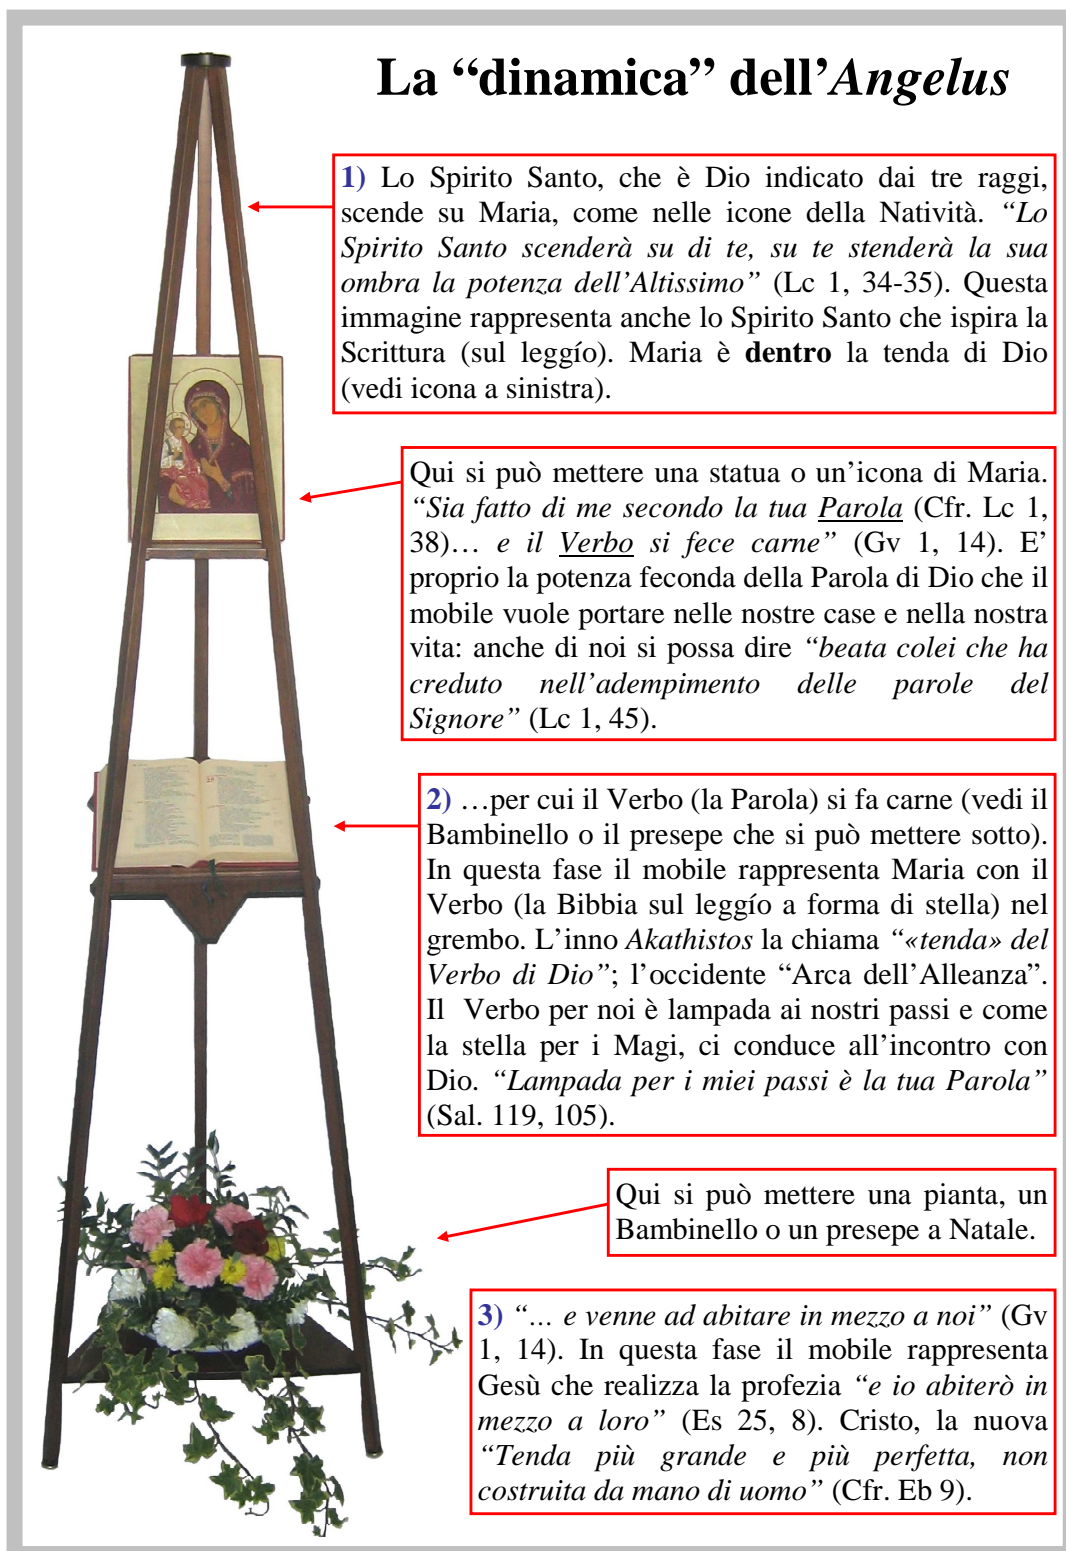 La “dinamica” dell’Angelus
1) Lo Spirito Santo, che è Dio indicato dai tre raggi,
scende su Maria, come nelle icone della Natività. “Lo
Spirito Santo scenderà su di te, su te stenderà la sua
ombra la potenza dell’Altissimo” (Lc 1, 34-35). Questa
immagine rappresenta anche lo Spirito Santo che ispira la
Scrittura (sul leggío). Maria è dentro la tenda di Dio
(vedi icona a sinistra).
Qui si può mettere una statua o un’icona di Maria.
“Sia fatto di me secondo la tua Parola (Cfr. Lc 1,
38)… e il Verbo si fece carne” (Gv 1, 14). E’
proprio la potenza feconda della Parola di Dio che il
mobile vuole portare nelle nostre case e nella nostra
vita: anche di noi si possa dire “beata colei che ha
creduto nell’adempimento delle parole del
Signore” (Lc 1, 45).
2) …per cui il Verbo (la Parola) si fa carne (vedi il
Bambinello o il presepe che si può mettere sotto).
In questa fase il mobile rappresenta Maria con il
Verbo (la Bibbia sul leggío a forma di stella) nel
grembo. L’inno Akathistos la chiama “«tenda» del
Verbo di Dio”; l’occidente “Arca dell’Alleanza”.
Il Verbo per noi è lampada ai nostri passi e come
la stella per i Magi, ci conduce all’incontro con
Dio. “Lampada per i miei passi è la tua Parola”
(Sal. 119, 105).
Qui si può mettere una pianta, un
Bambinello o un presepe a Natale.
3) “… e venne ad abitare in mezzo a noi” (Gv
1, 14). In questa fase il mobile rappresenta
Gesù che realizza la profezia “e io abiterò in
mezzo a loro” (Es 25, 8). Cristo, la nuova
“Tenda più grande e più perfetta, non
costruita da mano di uomo” (Cfr. Eb 9).